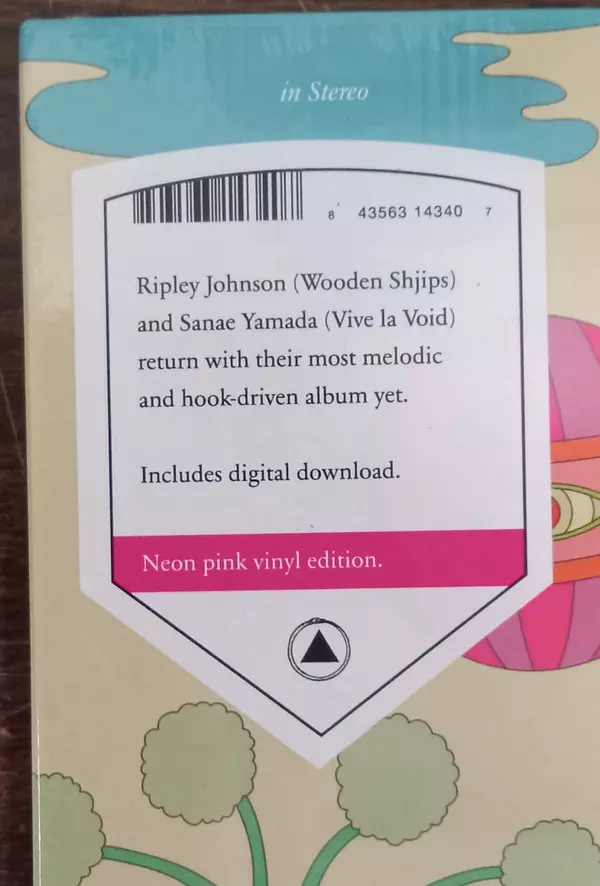 in Stereo
8 43563 14340 7
Ripley Johnson (Wooden Shjips)
and Sanae Yamada (Vive la Void)
return with their most melodic
and hook-driven album yet.
Includes digital download.
Neon pink vinyl edition.